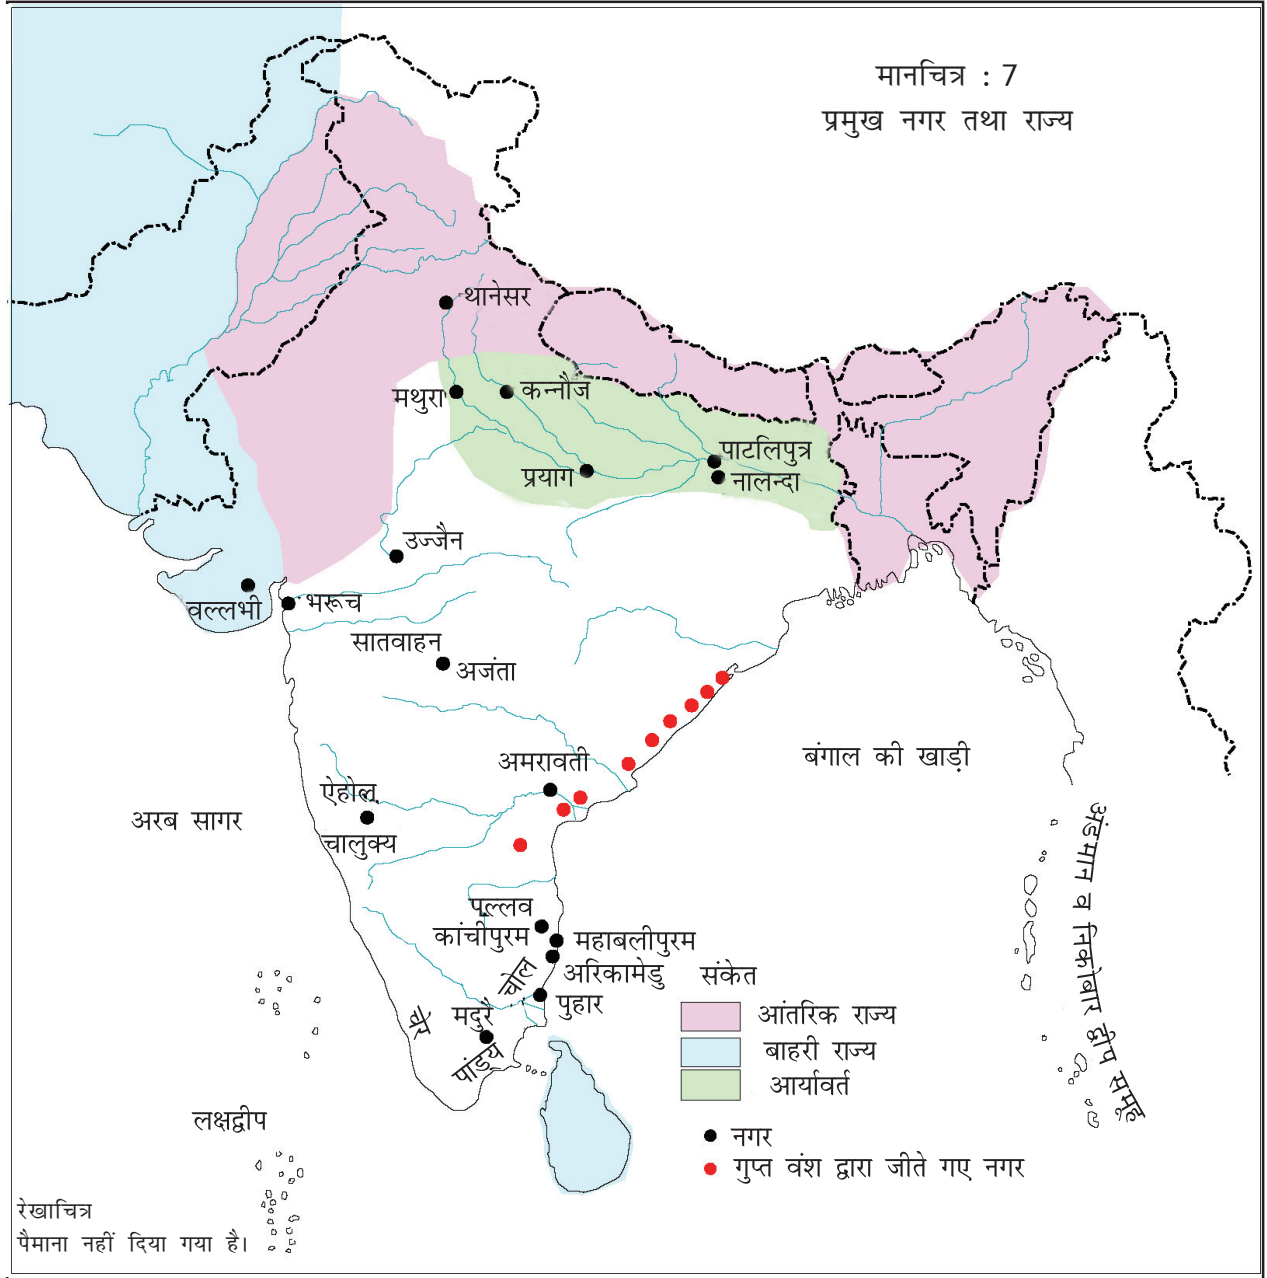 मानचित्र : 7
प्रमुख नगर तथा राज्य
थानेसर
मथुरा
कन्नौज
पाटलिपुत्र
प्रयाग
नालन्दा
उज्जैन
वल्लभी
भरूच
सातवाहन
अजंता
अमरावती
बंगाल की खाड़ी
ऐहोल
अरब सागर
चालुक्य
अंडमान व निकोबार द्वीप समूह
पल्लव
कांचीपुरम
महाबलीपुरम
चोल
अरिकामेडु
पुहार
चेर
मदुरै
पांड्य
संकेत
आंतरिक राज्य
बाहरी राज्य
आर्यावर्त
लक्षद्वीप
नगर
गुप्त वंश द्वारा जीते गए नगर
रेखाचित्र
पैमाना नहीं दिया गया है।